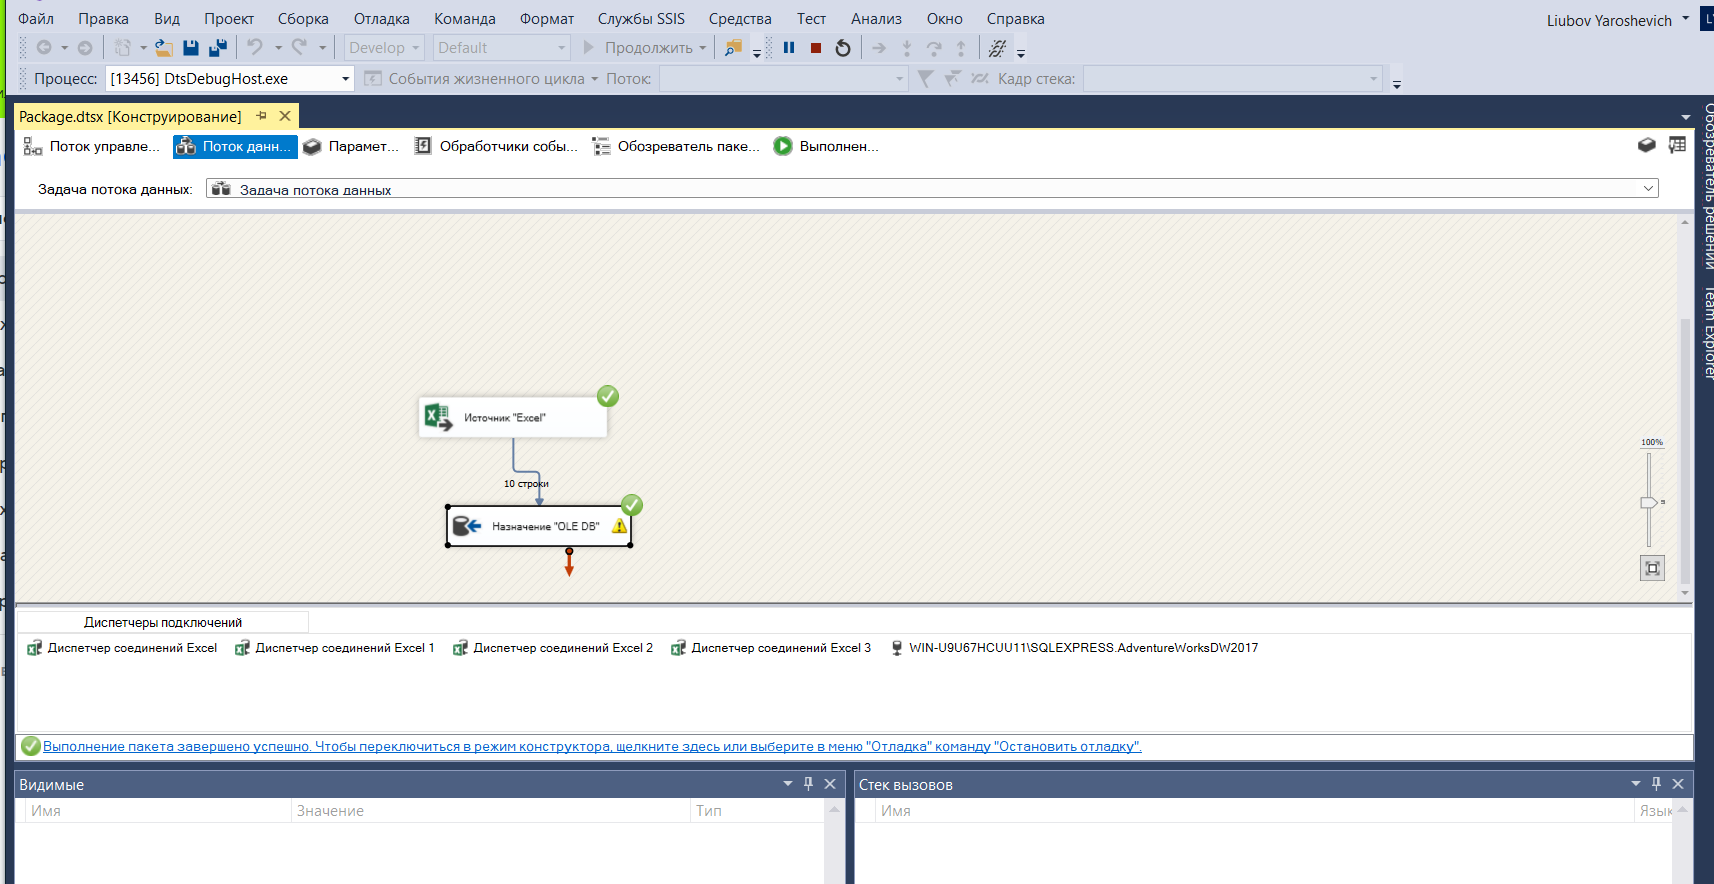 Файл Правка Вид Проект Сборка Отладка Команда Формат Службы SSIS Средства Тест Анализ Окно Справка Liubov Yaroshevich
Develop Default Продолжить
Процесс: [13456] DtsDebugHost.exe События жизненного цикла Поток: Кадр стека:
Package.dtsx [Конструирование]
Поток управле... Поток данн... Парамет... Обработчики собы... Обозреватель паке... Выполнен...
Задача потока данных: Задача потока данных
Обозреватель решений
Team Explorer
Источник "Excel"
10 строки
Назначение "OLE DB"
100%
Диспетчеры подключений
Диспетчер соединений Excel Диспетчер соединений Excel 1 Диспетчер соединений Excel 2 Диспетчер соединений Excel 3 WIN-U9U67HCUU11\SQLEXPRESS.AdventureWorksDW2017
Выполнение пакета завершено успешно. Чтобы переключиться в режим конструктора, щелкните здесь или выберите в меню "Отладка" команду "Остановить отладку".
Видимые
Имя Значение Тип
Стек вызовов
Имя Язык